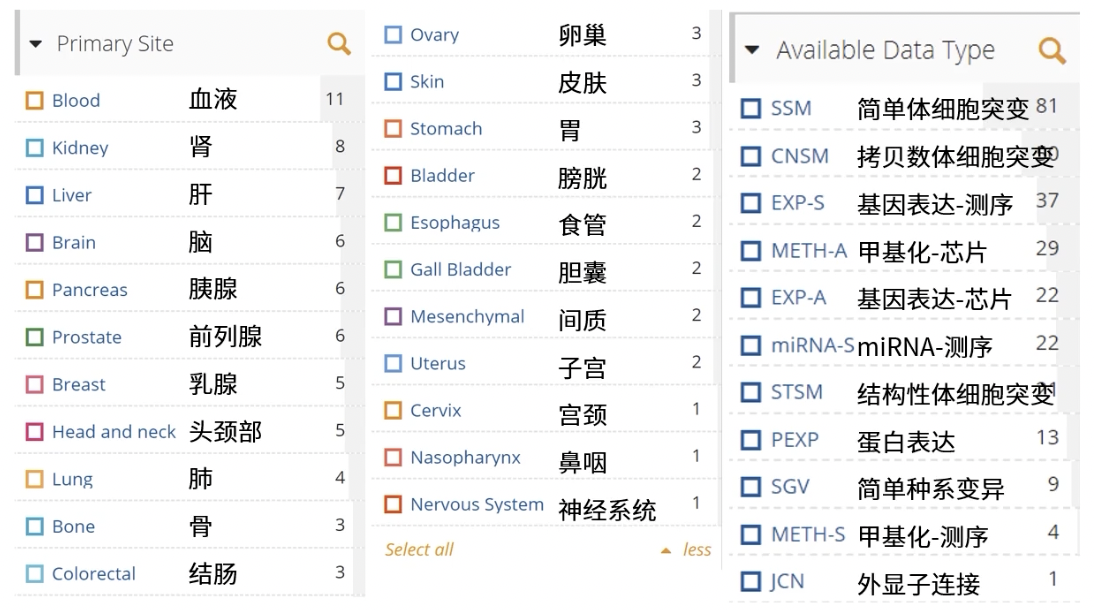 Primary Site
Blood 血液 11
Kidney 肾 8
Liver 肝 7
Brain 脑 6
Pancreas 胰腺 6
Prostate 前列腺 6
Breast 乳腺 5
Head and neck 头颈部 5
Lung 肺 4
Bone 骨 3
Colorectal 结肠 3
Ovary 卵巢 3
Skin 皮肤 3
Stomach 胃 3
Bladder 膀胱 2
Esophagus 食管 2
Gall Bladder 胆囊 2
Mesenchymal 间质 2
Uterus 子宫 2
Cervix 宫颈 1
Nasopharynx 鼻咽 1
Nervous System 神经系统 1
Select all less
Available Data Type
SSM 简单体细胞突变 81
CNSM 拷贝数体细胞突变
EXP-S 基因表达-测序 37
METH-A 甲基化-芯片 29
EXP-A 基因表达-芯片 22
miRNA-S miRNA-测序 22
STSM 结构性体细胞突变
PEXP 蛋白表达 13
SGV 简单种系变异 9
METH-S 甲基化-测序 4
JCN 外显子连接 1